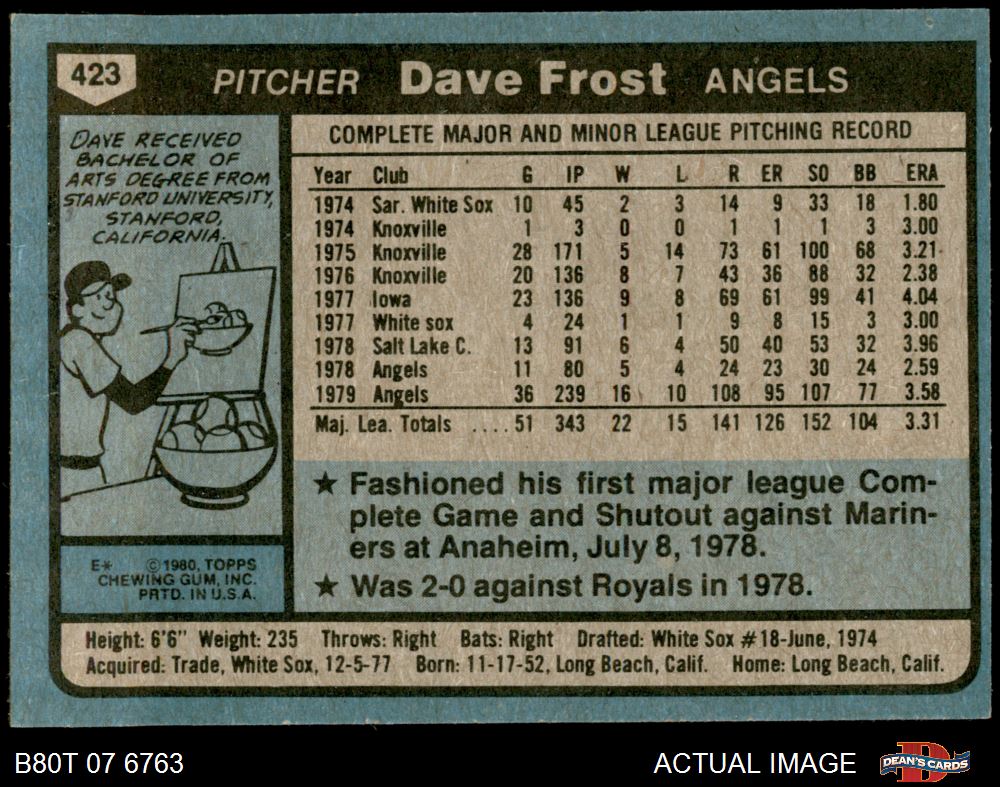 423 PITCHER Dave Frost ANGELS
DAVE RECEIVED
BACHELOR OF
ARTS DEGREE FROM
STANFORD UNIVERSITY,
STANFORD,
CALIFORNIA.
COMPLETE MAJOR AND MINOR LEAGUE PITCHING RECORD
Year Club G IP W L R ER SO BB ERA
1974 Sar. White Sox 10 45 2 3 14 9 33 18 1.80
1974 Knoxville 1 3 0 0 1 1 1 3 3.00
1975 Knoxville 28 171 5 14 73 61 100 68 3.21
1976 Knoxville 20 136 8 7 43 36 88 32 2.38
1977 Iowa 23 136 9 8 69 61 99 41 4.04
1977 White sox 4 24 1 1 9 8 15 3 3.00
1978 Salt Lake C. 13 91 6 4 50 40 53 32 3.96
1978 Angels 11 80 5 4 24 23 30 24 2.59
1979 Angels 36 239 16 10 108 95 107 77 3.58
Maj. Lea. Totals .... 51 343 22 15 141 126 152 104 3.31
★ Fashioned his first major league Com-
plete Game and Shutout against Marin-
ers at Anaheim, July 8, 1978.
★ Was 2-0 against Royals in 1978.
E* © 1980, TOPPS
CHEWING GUM, INC.
PRTD. IN U.S.A.
Height: 6'6" Weight: 235 Throws: Right Bats: Right Drafted: White Sox #18-June, 1974
Acquired: Trade, White Sox, 12-5-77 Born: 11-17-52, Long Beach, Calif. Home: Long Beach, Calif.
B80T 07 6763 ACTUAL IMAGE DEAN'S CARDS